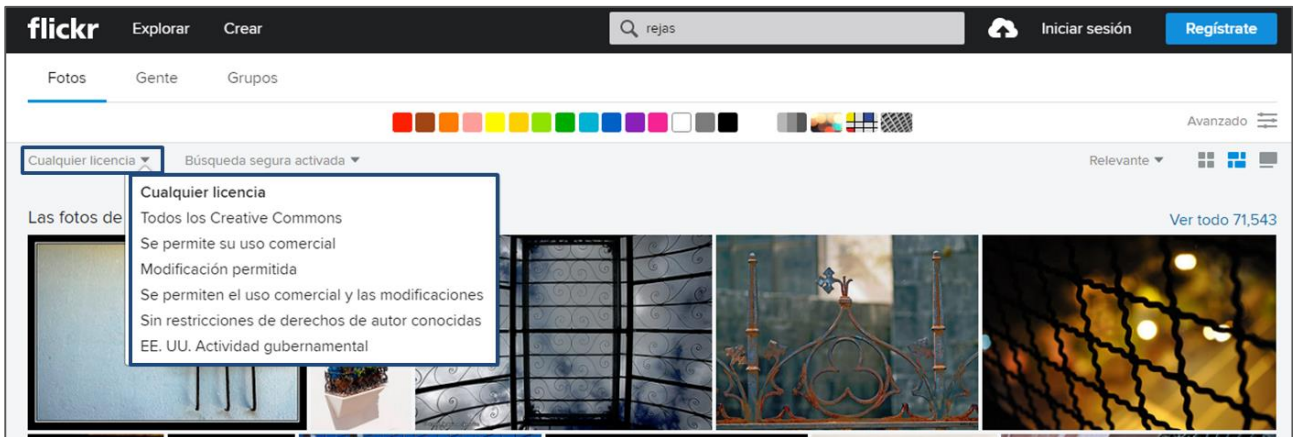 flickr Explorar Crear rejas Iniciar sesión Regístrate
Fotos Gente Grupos
Avanzado
Cualquier licencia Búsqueda segura activada Relevante
Cualquier licencia
Las fotos de Todos los Creative Commons Ver todo 71,543
Se permite su uso comercial
Modificación permitida
Se permiten el uso comercial y las modificaciones
Sin restricciones de derechos de autor conocidas
EE. UU. Actividad gubernamental